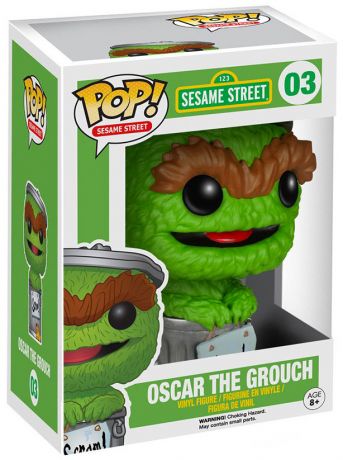 POP!
SESAME STREET
123
SESAME STREET
03
POP!
SESAME STREET
OSCAR THE GROUCH
03
Scram!
OSCAR THE GROUCH
VINYL FIGURE / FIGURINE EN VINYLE /
FIGURA DE VINIL
WARNING: CHOKING HAZARD.
May contain small parts.
AGE
8+